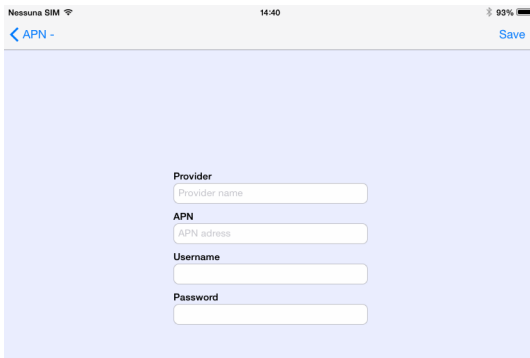 Nessuna SIM 14:40 93%
APN - Save
Provider
Provider name
APN
APN adress
Username
Password